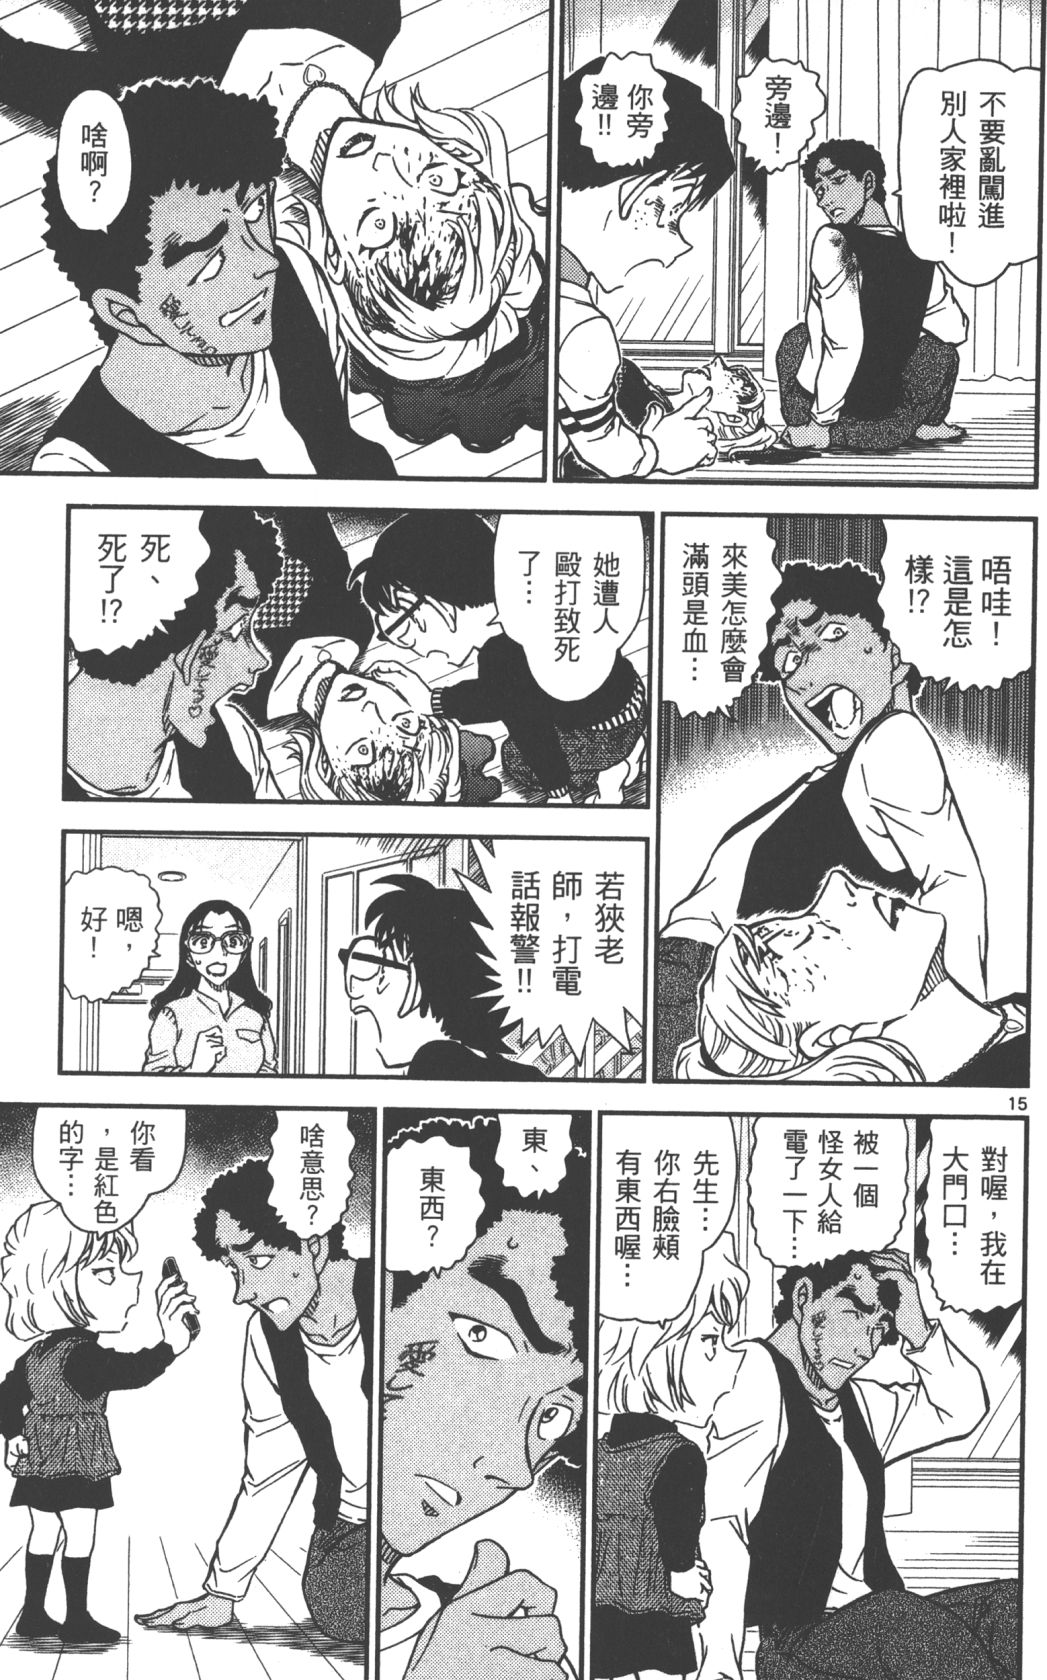 不要亂闖進
別人家裡啦！
旁邊！
你旁
邊!!
啥啊？
唔哇！
這是怎
樣!?
來美怎麼會
滿頭是血…
她遭人
毆打致死
了…
死、
死了!?
若狹老
師，打電
話報警!!
嗯，
好！
15
對喔，我在
大門口…
被一個
怪女人給
電了一下…
先生…
你右臉頰
有東西喔…
東、
東西？
愛
啥意思？
你看
，是紅色
的字…